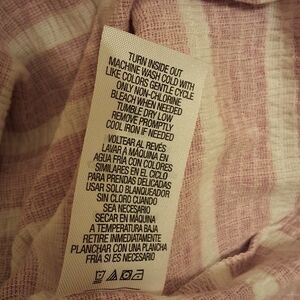 TURN INSIDE OUT
MACHINE WASH COLD WITH
LIKE COLORS GENTLE CYCLE
ONLY NON-CHLORINE
BLEACH WHEN NEEDED
TUMBLE DRY LOW
REMOVE PROMPTLY
COOL IRON IF NEEDED
VOLTEAR AL REVÉS
LAVAR A MÁQUINA EN
AGUA FRÍA CON COLORES
SIMILARES EN EL CICLO
PARA PRENDAS DELICADAS
USAR SOLO BLANQUEADOR
SIN CLORO CUANDO
SEA NECESARIO
SECAR EN MÁQUINA
A TEMPERATURA BAJA
RETIRE INMEDIATAMENTE
PLANCHAR CON UNA PLANCHA
FRÍA SI ES NECESARIO